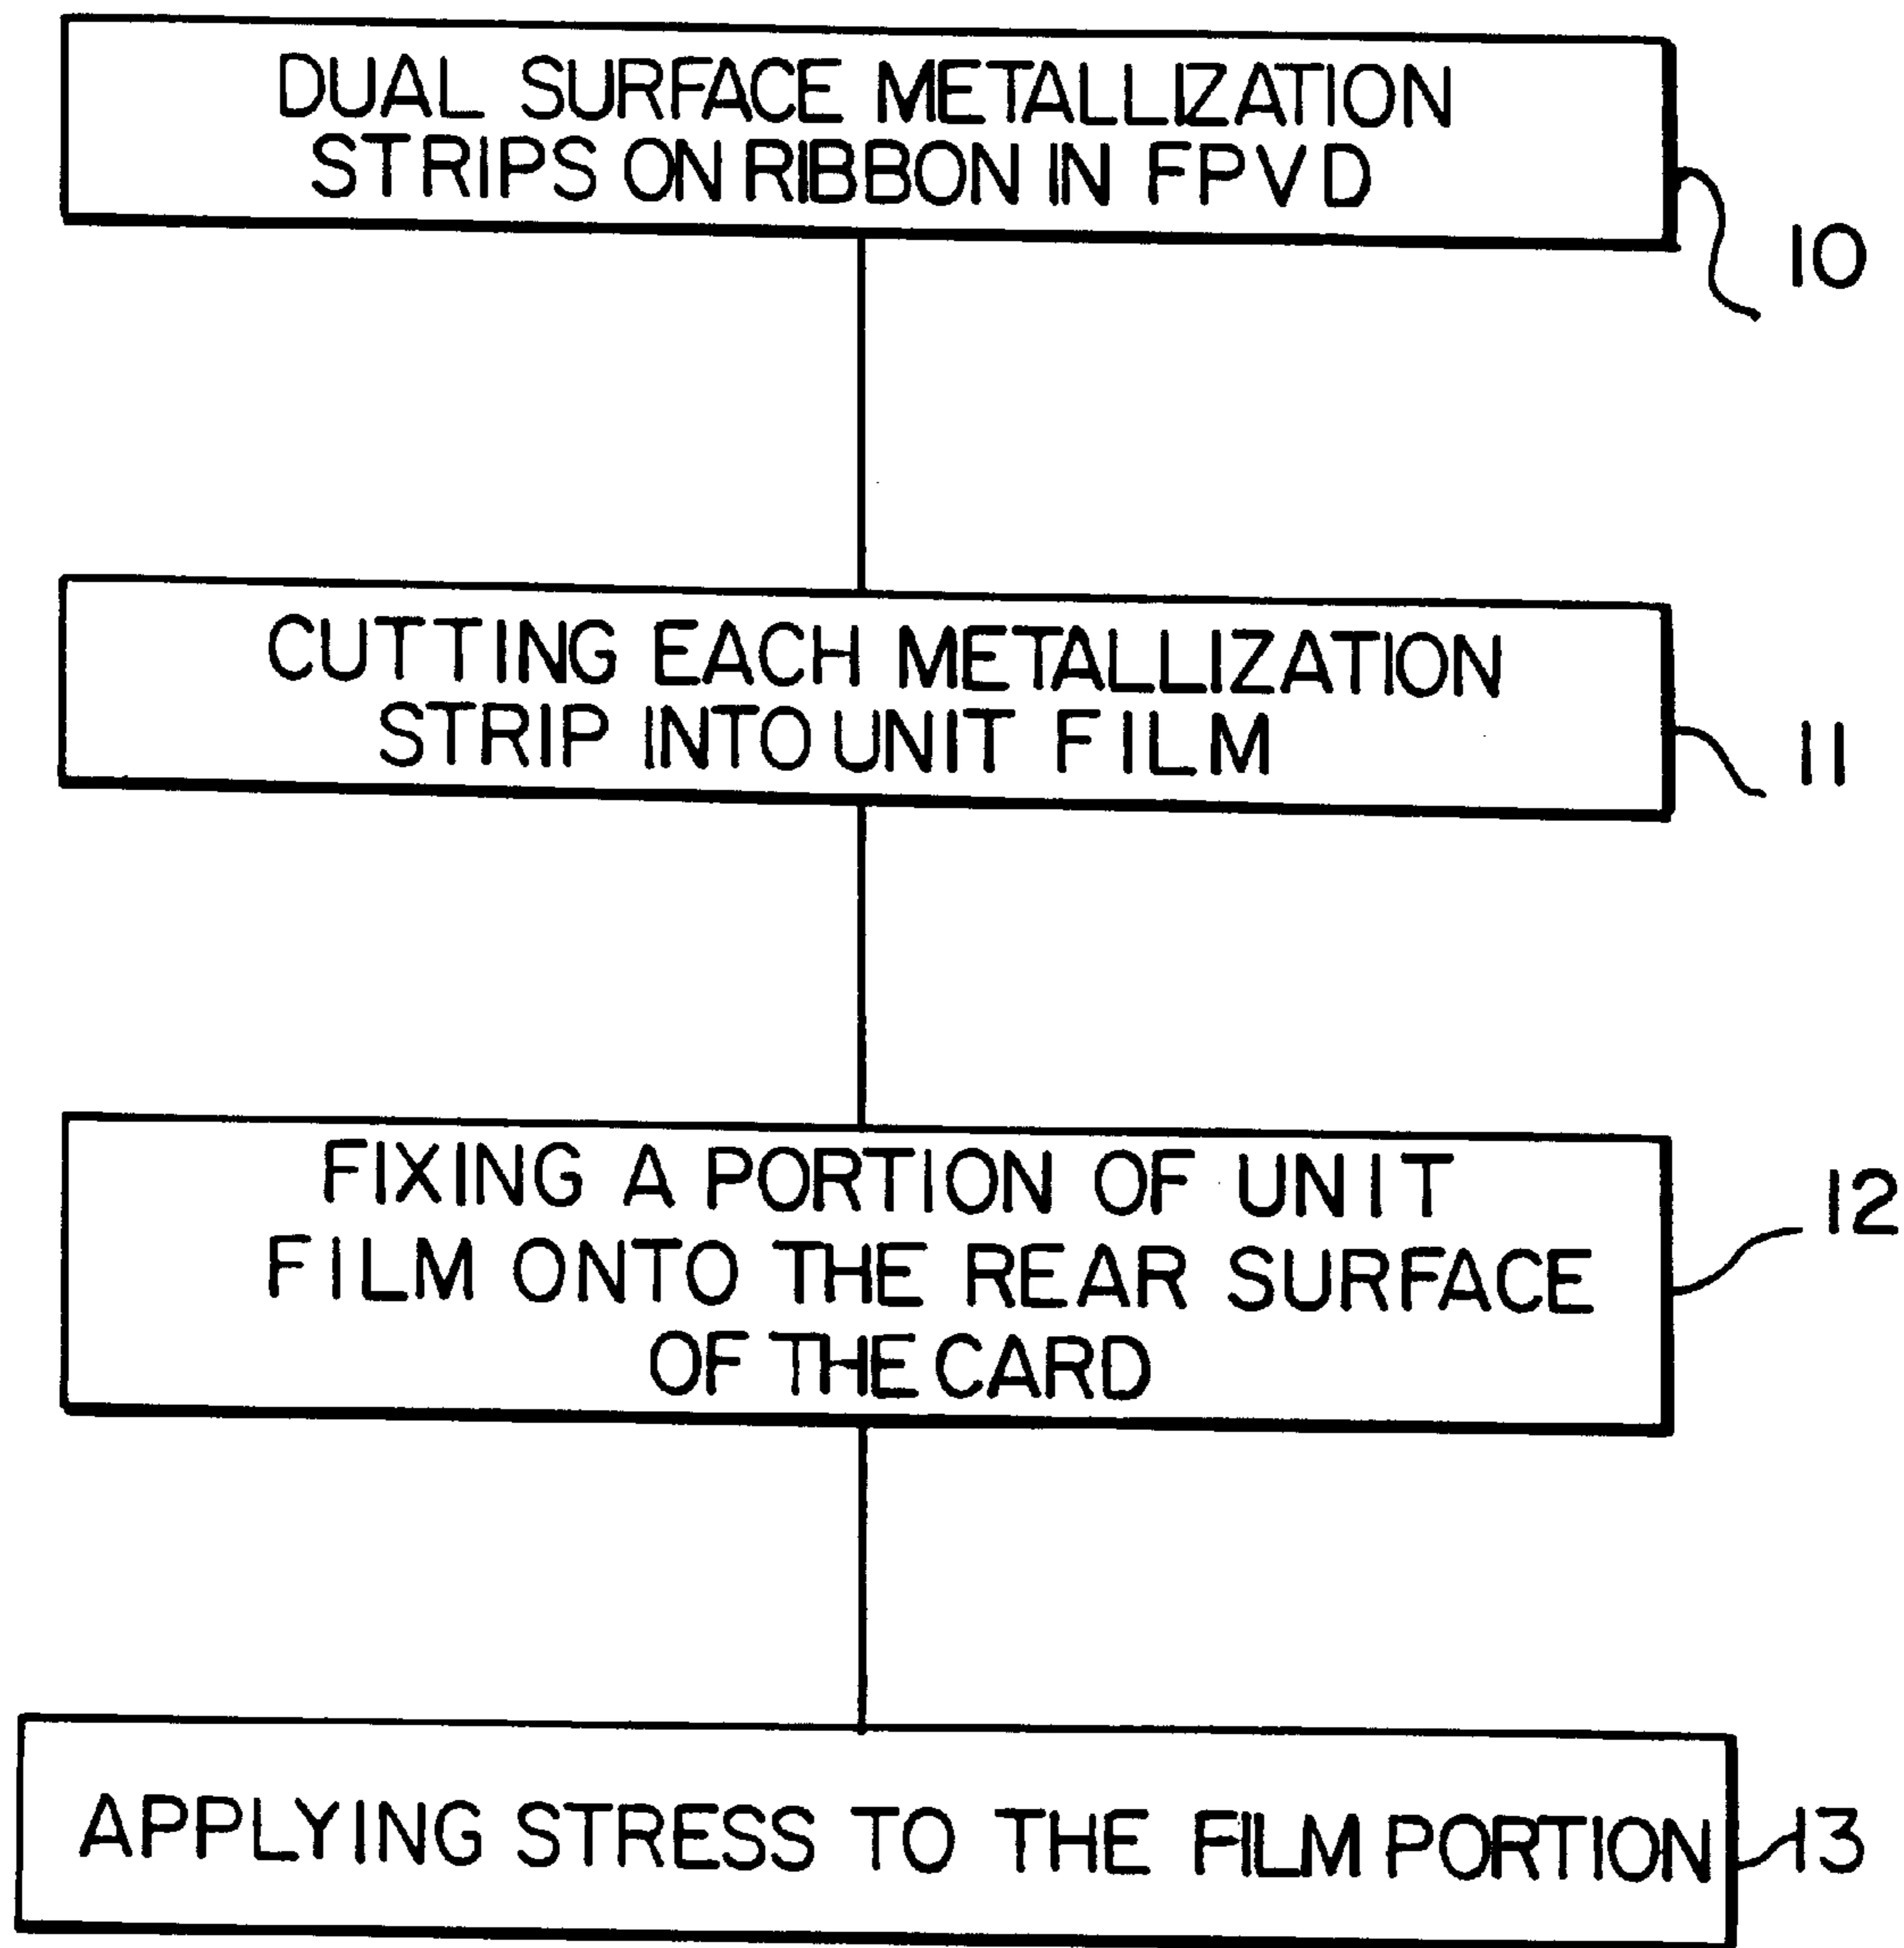 DUAL SURFACE METALLIZATION
STRIPS ON RIBBON IN FPVD
10
CUTTING EACH METALLIZATION
STRIP INTO UNIT FILM
11
FIXING A PORTION OF UNIT
FILM ONTO THE REAR SURFACE
OF THE CARD
12
APPLYING STRESS TO THE FILM PORTION
13